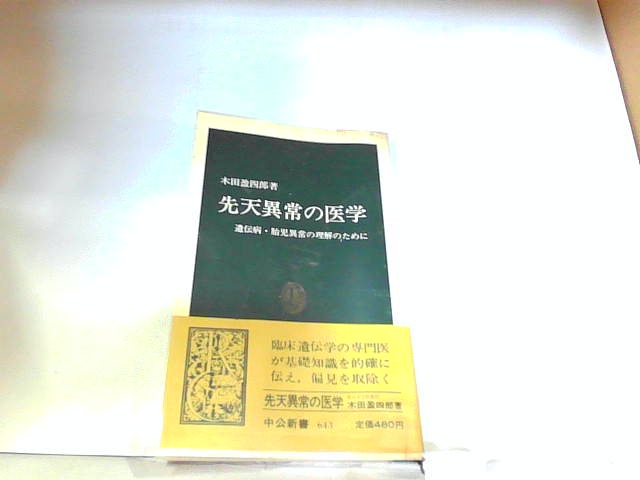 木田盈四郎著
先天異常の医学
遺伝病・胎児異常の理解のために
臨床遺伝学の専門医
が基礎知識を的確に
伝え，偏見を取除く
先天異常の医学 木田盈四郎著
中公新書 643 定価480円